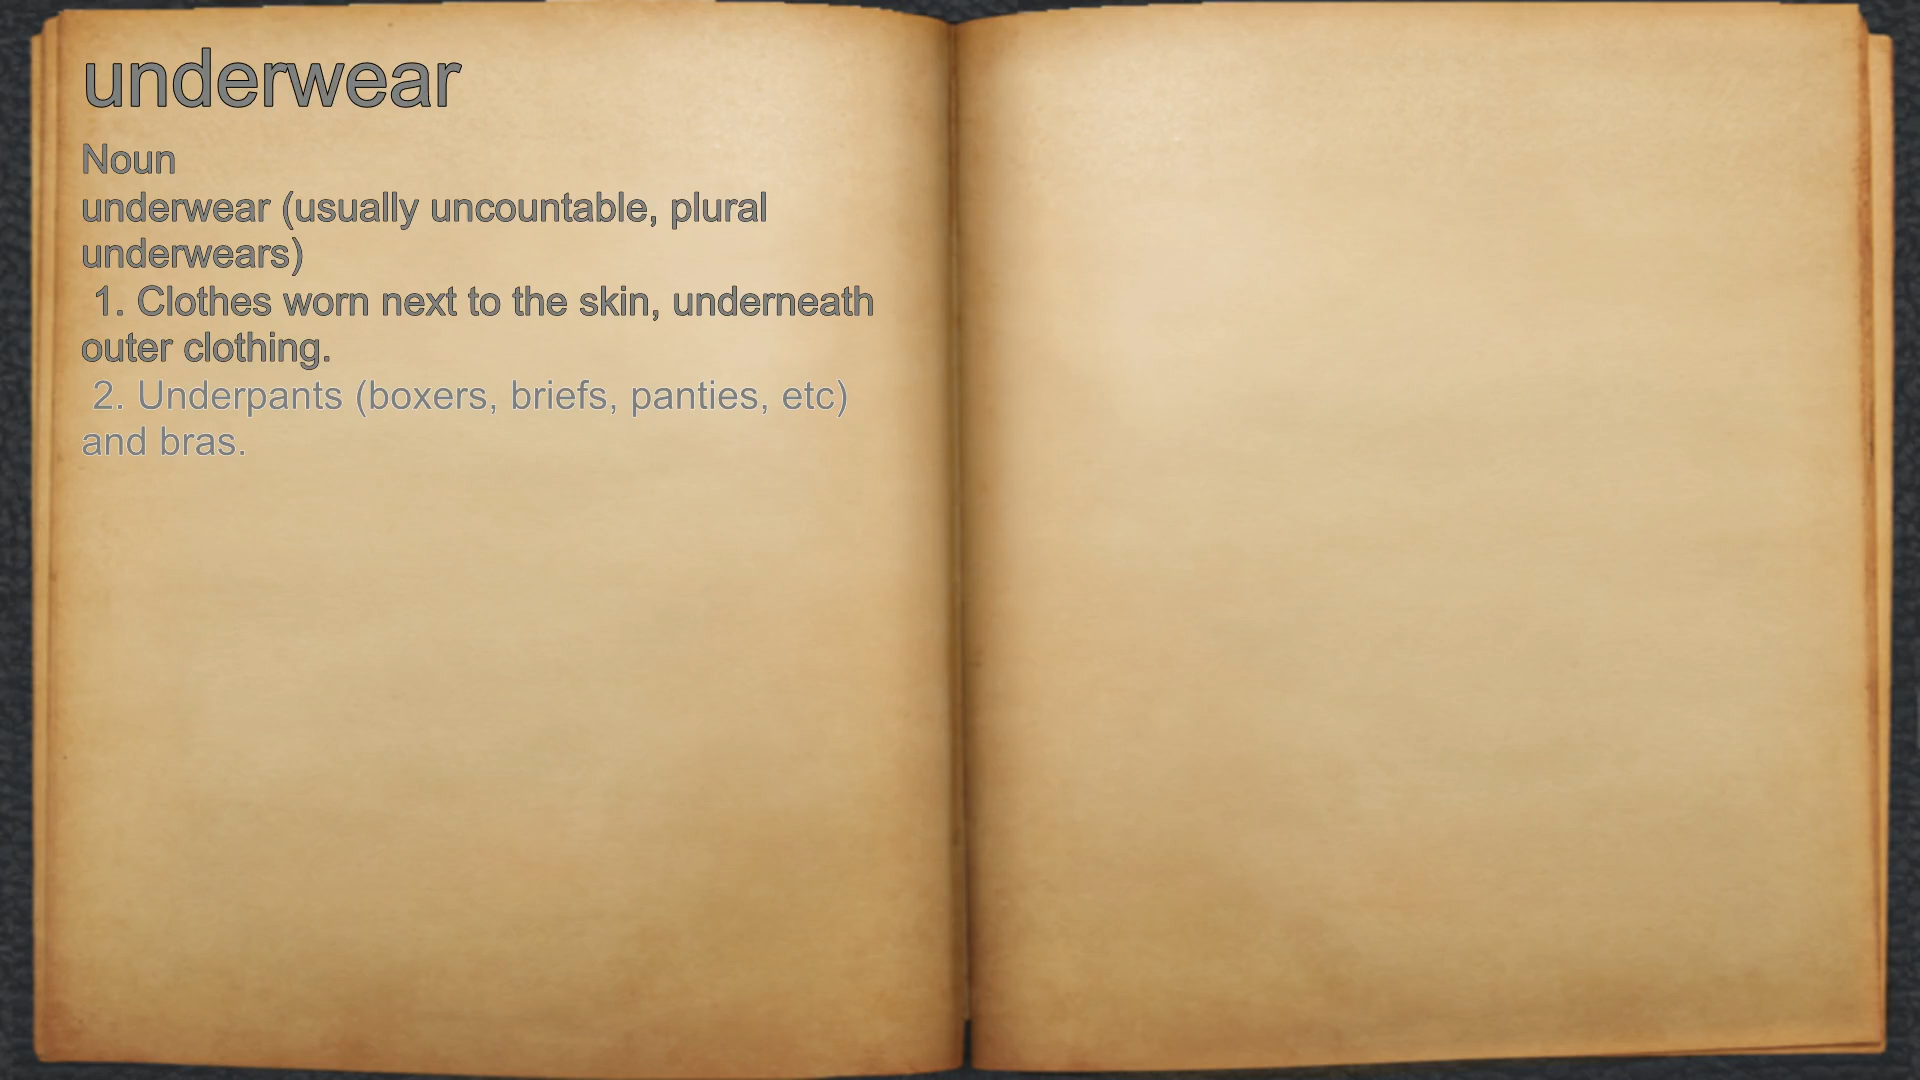 underwear
Noun
underwear (usually uncountable, plural
underwears)
1. Clothes worn next to the skin, underneath
outer clothing.
2. Underpants (boxers, briefs, panties, etc)
and bras.